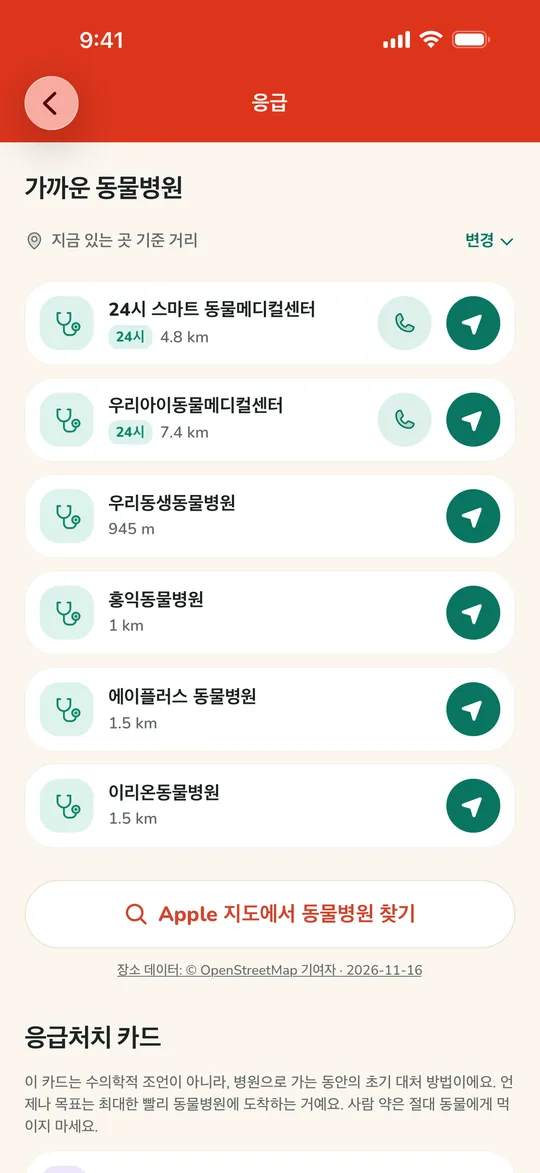 9:41
응급
가까운 동물병원
지금 있는 곳 기준 거리
변경
24시 스마트 동물메디컬센터
24시 4.8 km
우리아이동물메디컬센터
24시 7.4 km
우리동생동물병원
945 m
홍익동물병원
1 km
에이플러스 동물병원
1.5 km
이리온동물병원
1.5 km
Apple 지도에서 동물병원 찾기
장소 데이터: © OpenStreetMap 기여자 · 2026-11-16
응급처치 카드
이 카드는 수의학적 조언이 아니라, 병원으로 가는 동안의 초기 대처 방법이에요. 언
제나 목표는 최대한 빨리 동물병원에 도착하는 거예요. 사람 약은 절대 동물에게 먹
이지 마세요.